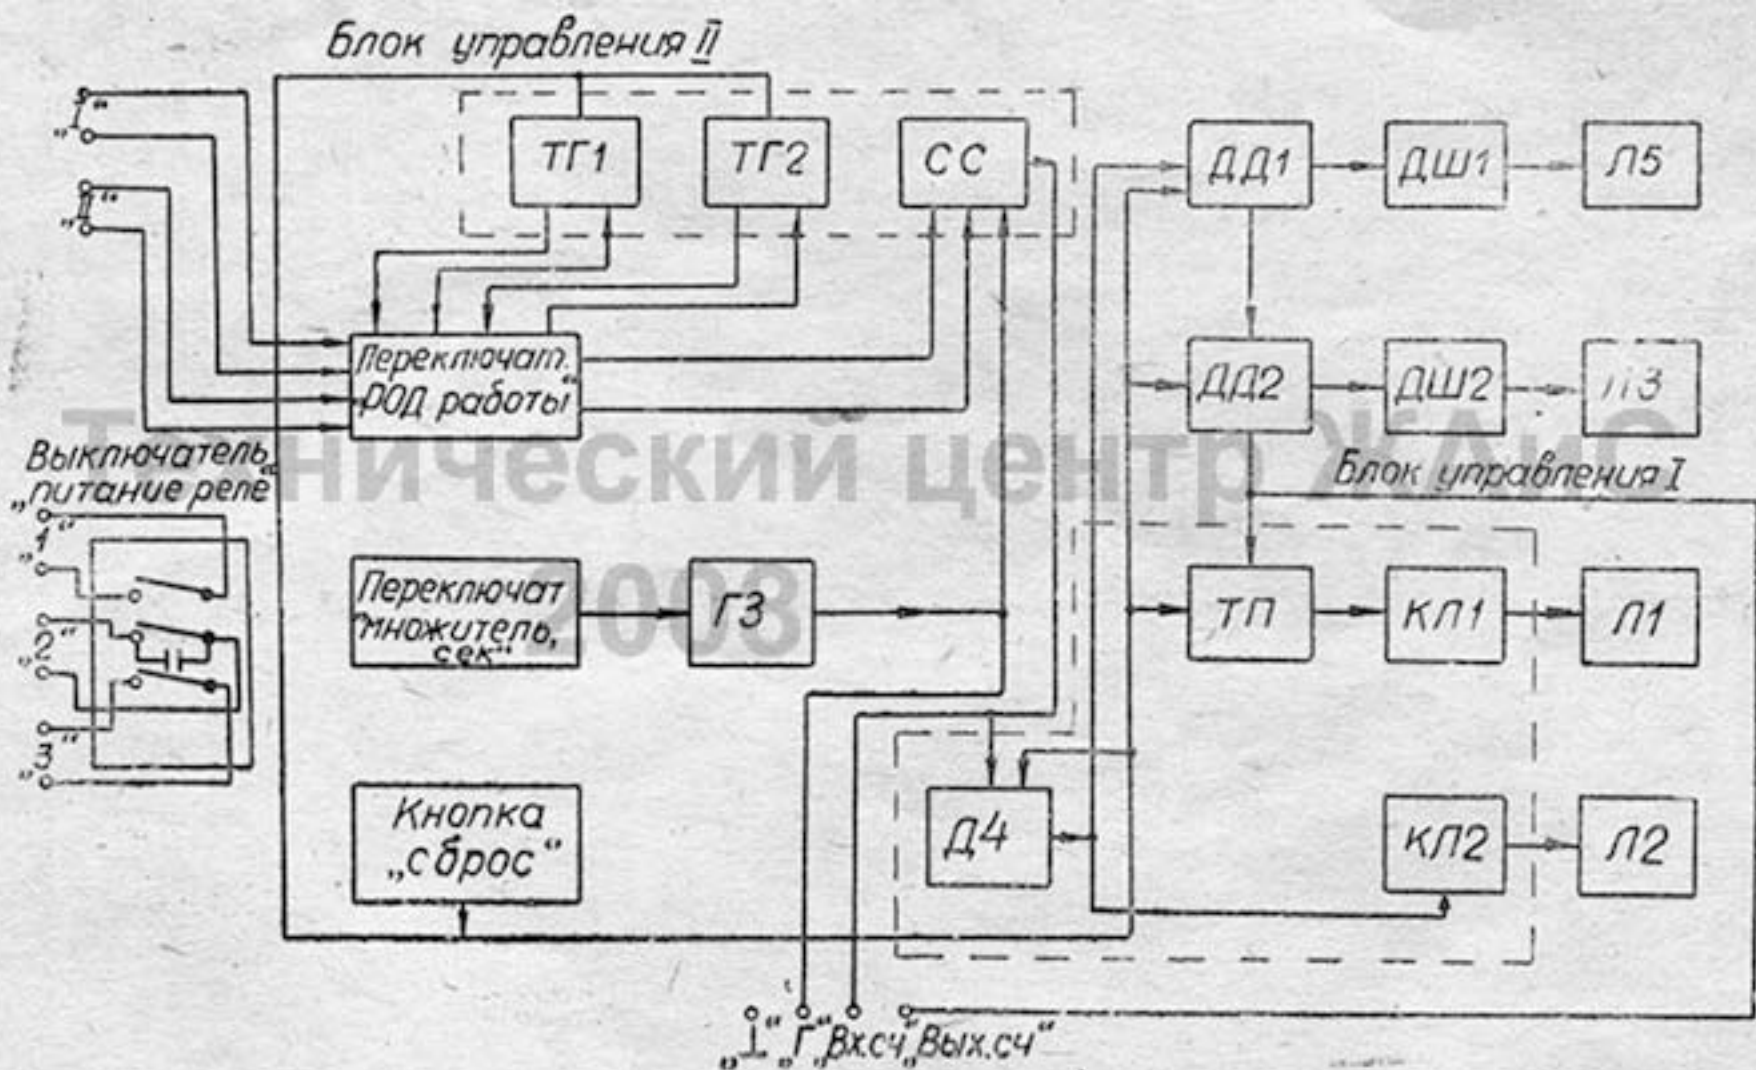 Блок управления II
„I“
„II“
ТГ1
ТГ2
СС
ДД1
ДШ1
Л5
Переключат.
„РОД работы“
ДД2
ДШ2
Л3
Технический центр ЖАиС
2003
Выключатель
„питание реле“
Блок управления I
„1“
„2“
„3“
Переключат
"множитель,
сек"
ГЗ
ТП
КЛ1
Л1
Кнопка
„сброс“
Д4
КЛ2
Л2
„⊥“ „Г“ „Вх.сч“ „Вых.сч“